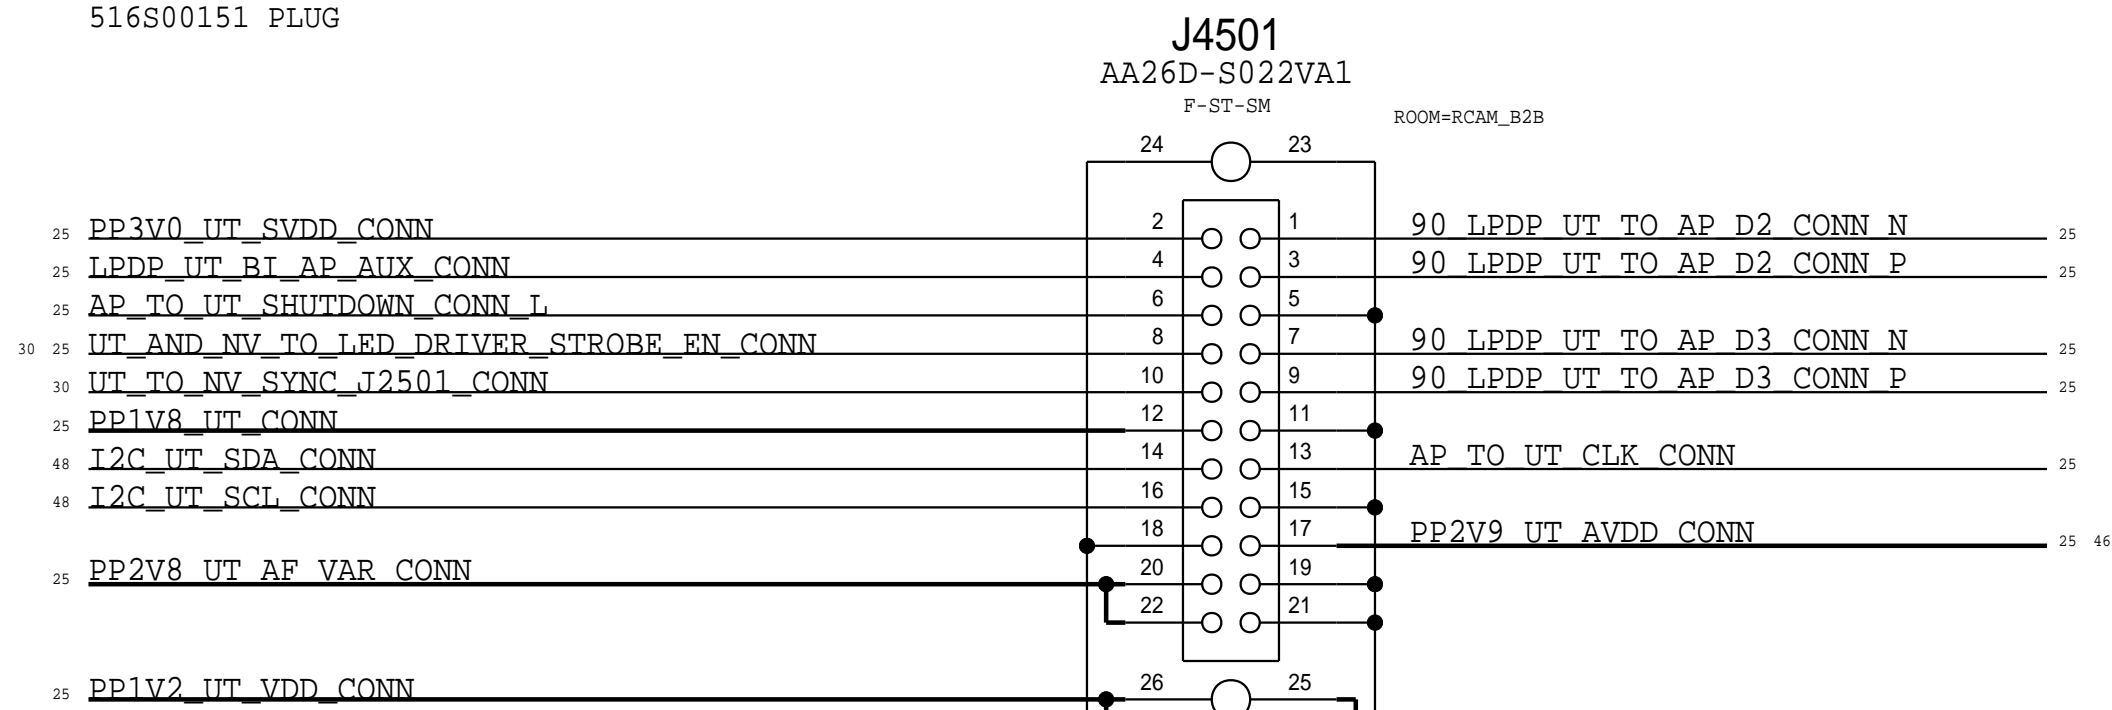 516S00151 PLUG
J4501
AA26D-S022VA1
F-ST-SM
ROOM=RCAM_B2B
24 23
25 PP3V0_UT_SVDD_CONN 2 1 90_LPDP_UT_TO_AP_D2_CONN_N 25
25 LPDP_UT_BI_AP_AUX_CONN 4 3 90_LPDP_UT_TO_AP_D2_CONN_P 25
25 AP_TO_UT_SHUTDOWN_CONN_L 6 5
30 25 UT_AND_NV_TO_LED_DRIVER_STROBE_EN_CONN 8 7 90_LPDP_UT_TO_AP_D3_CONN_N 25
30 UT_TO_NV_SYNC_J2501_CONN 10 9 90_LPDP_UT_TO_AP_D3_CONN_P 25
25 PP1V8_UT_CONN 12 11
48 I2C_UT_SDA_CONN 14 13 AP_TO_UT_CLK_CONN 25
48 I2C_UT_SCL_CONN 16 15
18 17 PP2V9_UT_AVDD_CONN 25 46
25 PP2V8_UT_AF_VAR_CONN 20 19
22 21
25 PP1V2_UT_VDD_CONN 26 25